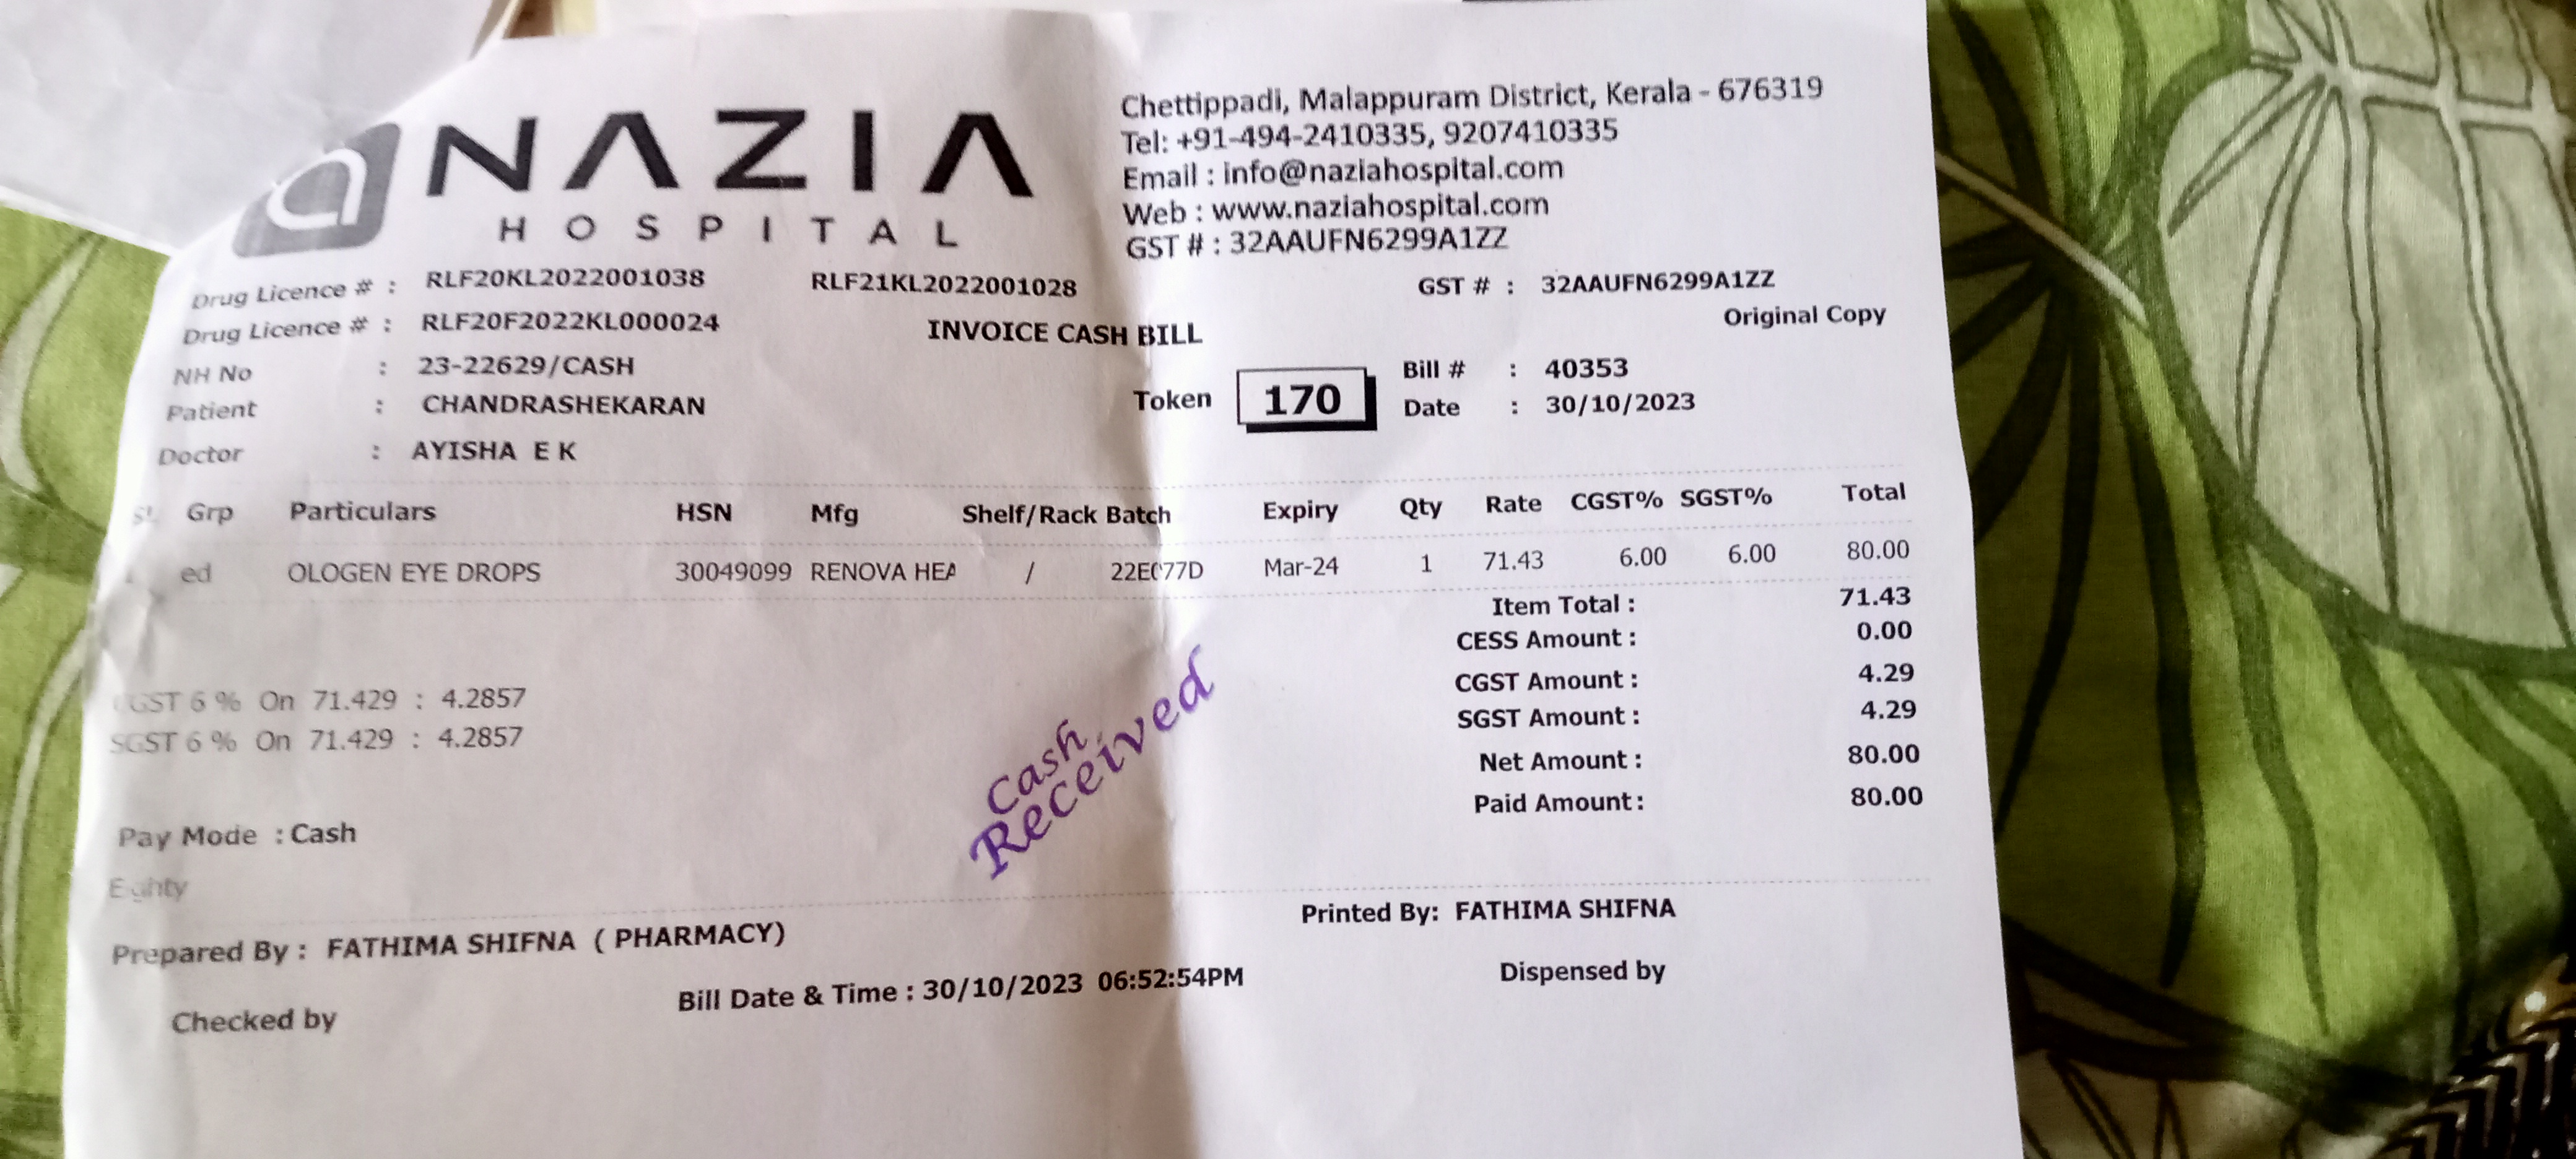 NAZIA
HOSPITAL
Chettippadi, Malappuram District, Kerala - 676319
Tel: +91-494-2410335, 9207410335
Email : info@naziahospital.com
Web : www.naziahospital.com
GST # : 32AAUFN6299A1ZZ
Drug Licence # : RLF20KL2022001038 RLF21KL2022001028 GST # : 32AAUFN6299A1ZZ
Drug Licence # : RLF20F2022KL000024 INVOICE CASH BILL Original Copy
NH No : 23-22629/CASH Bill # : 40353
Patient : CHANDRASHEKARAN Token 170 Date : 30/10/2023
Doctor : AYISHA E K
Grp Particulars HSN Mfg Shelf/Rack Batch Expiry Qty Rate CGST% SGST% Total
ed OLOGEN EYE DROPS 30049099 RENOVA HEA / Mar-24 1 71.43 6.00 6.00 80.00
Item Total : 71.43
CESS Amount : 0.00
CGST Amount : 4.29
SGST Amount : 4.29
Net Amount : 80.00
Paid Amount : 80.00
CGST 6 % On 71.429 : 4.2857
SGST 6 % On 71.429 : 4.2857
Cash
Received
Pay Mode : Cash
Eighty
Prepared By : FATHIMA SHIFNA ( PHARMACY) Printed By: FATHIMA SHIFNA
Bill Date & Time : 30/10/2023 06:52:54PM
Checked by Dispensed by